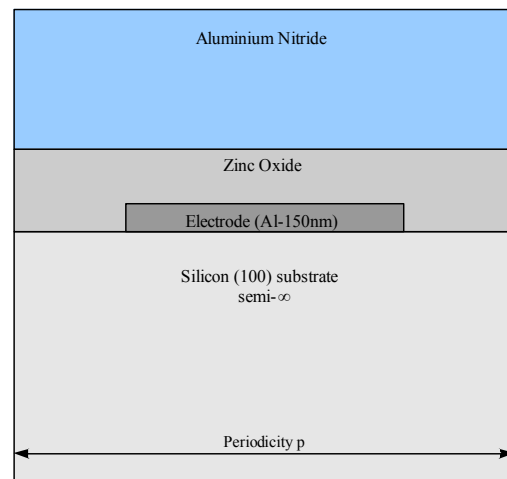 Aluminium Nitride
Zinc Oxide
Electrode (Al-150nm)
Silicon (100) substrate
semi-∞
Periodicity p